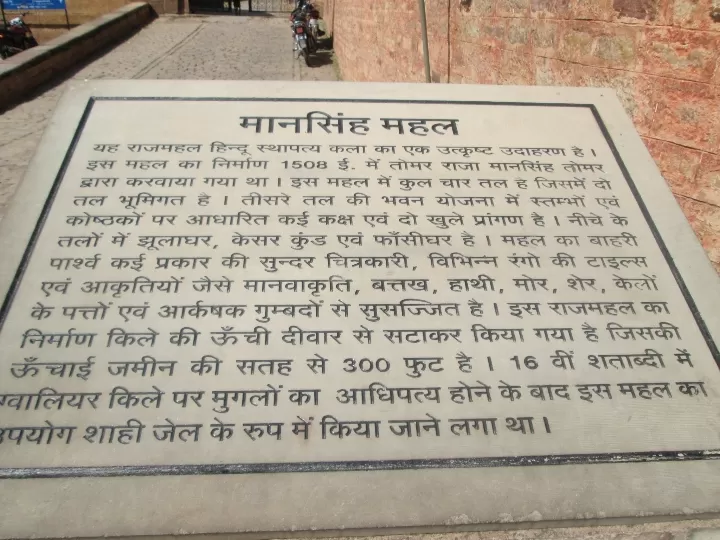 मानसिंह महल
यह राजमहल हिन्दू स्थापत्य कला का एक उत्कृष्ट उदाहरण है ।
इस महल का निर्माण 1508 ई. में तोमर राजा मानसिंह तोमर
द्वारा करवाया गया था । इस महल में कुल चार तल ह जिसमें दो
तल भूमिगत है । तीसरे तल की भवन योजना में स्तम्भों एवं
कोष्ठकों पर आधारित कई कक्ष एवं दो खुले प्रांगण है । नीचे के
तलों में झूलाघर, केसर कुंड एवं फाँसीघर है । महल का बाहरी
पार्श्व कई प्रकार की सुन्दर चित्रकारी, विभिन्न रंगो की टाइल्स
एवं आकृतियों जैसे मानवाकृति, बत्तख, हाथी, मोर, शेर, केलों
के पत्तों एवं आर्कषक गुम्बदों से सुसज्जित है । इस राजमहल का
निर्माण किले की ऊँची दीवार से सटाकर किया गया है जिसकी
ऊँचाई जमीन की सतह से 300 फुट है । 16 वीं शताब्दी में
ग्वालियर किले पर मुगलों का आधिपत्य होने के बाद इस महल का
उपयोग शाही जेल के रुप में किया जाने लगा था ।